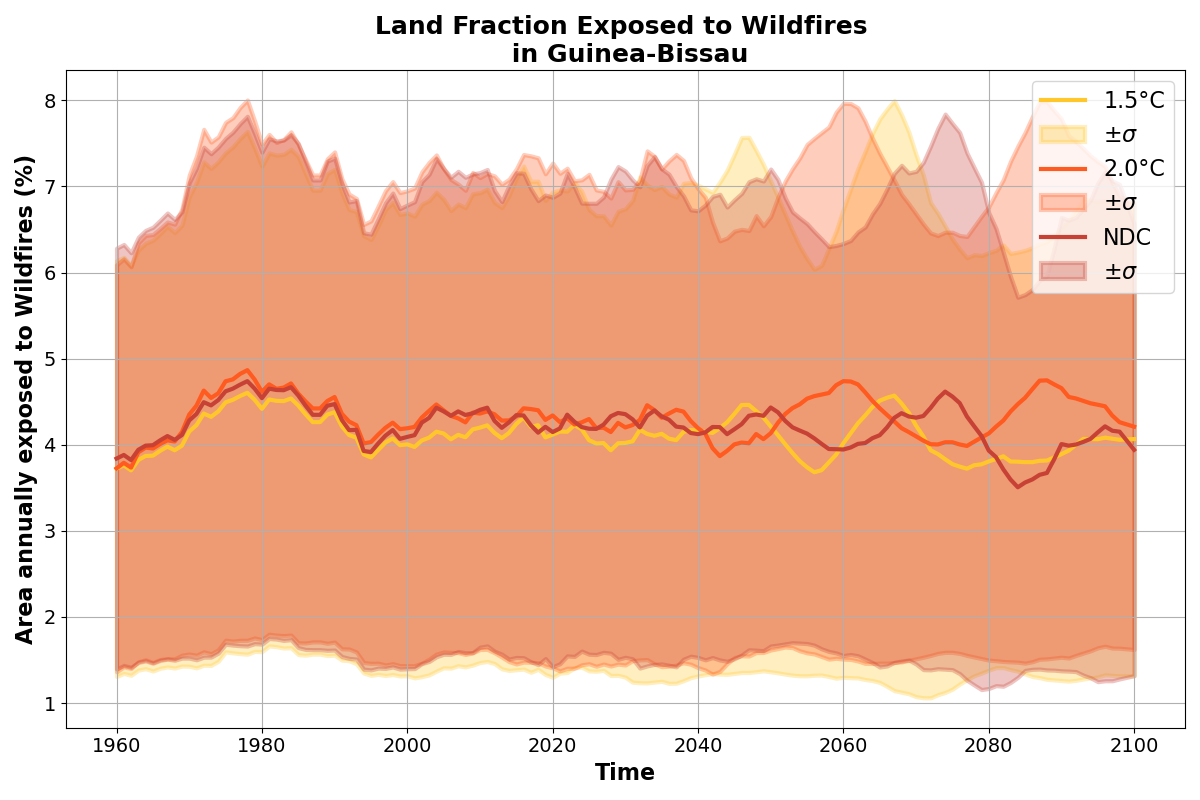 Land Fraction Exposed to Wildfires
in Guinea-Bissau
Area annually exposed to Wildfires (%)
8
7
6
5
4
3
2
1
1.5°C
±σ
2.0°C
±σ
NDC
±σ
1960 1980 2000 2020 2040 2060 2080 2100
Time